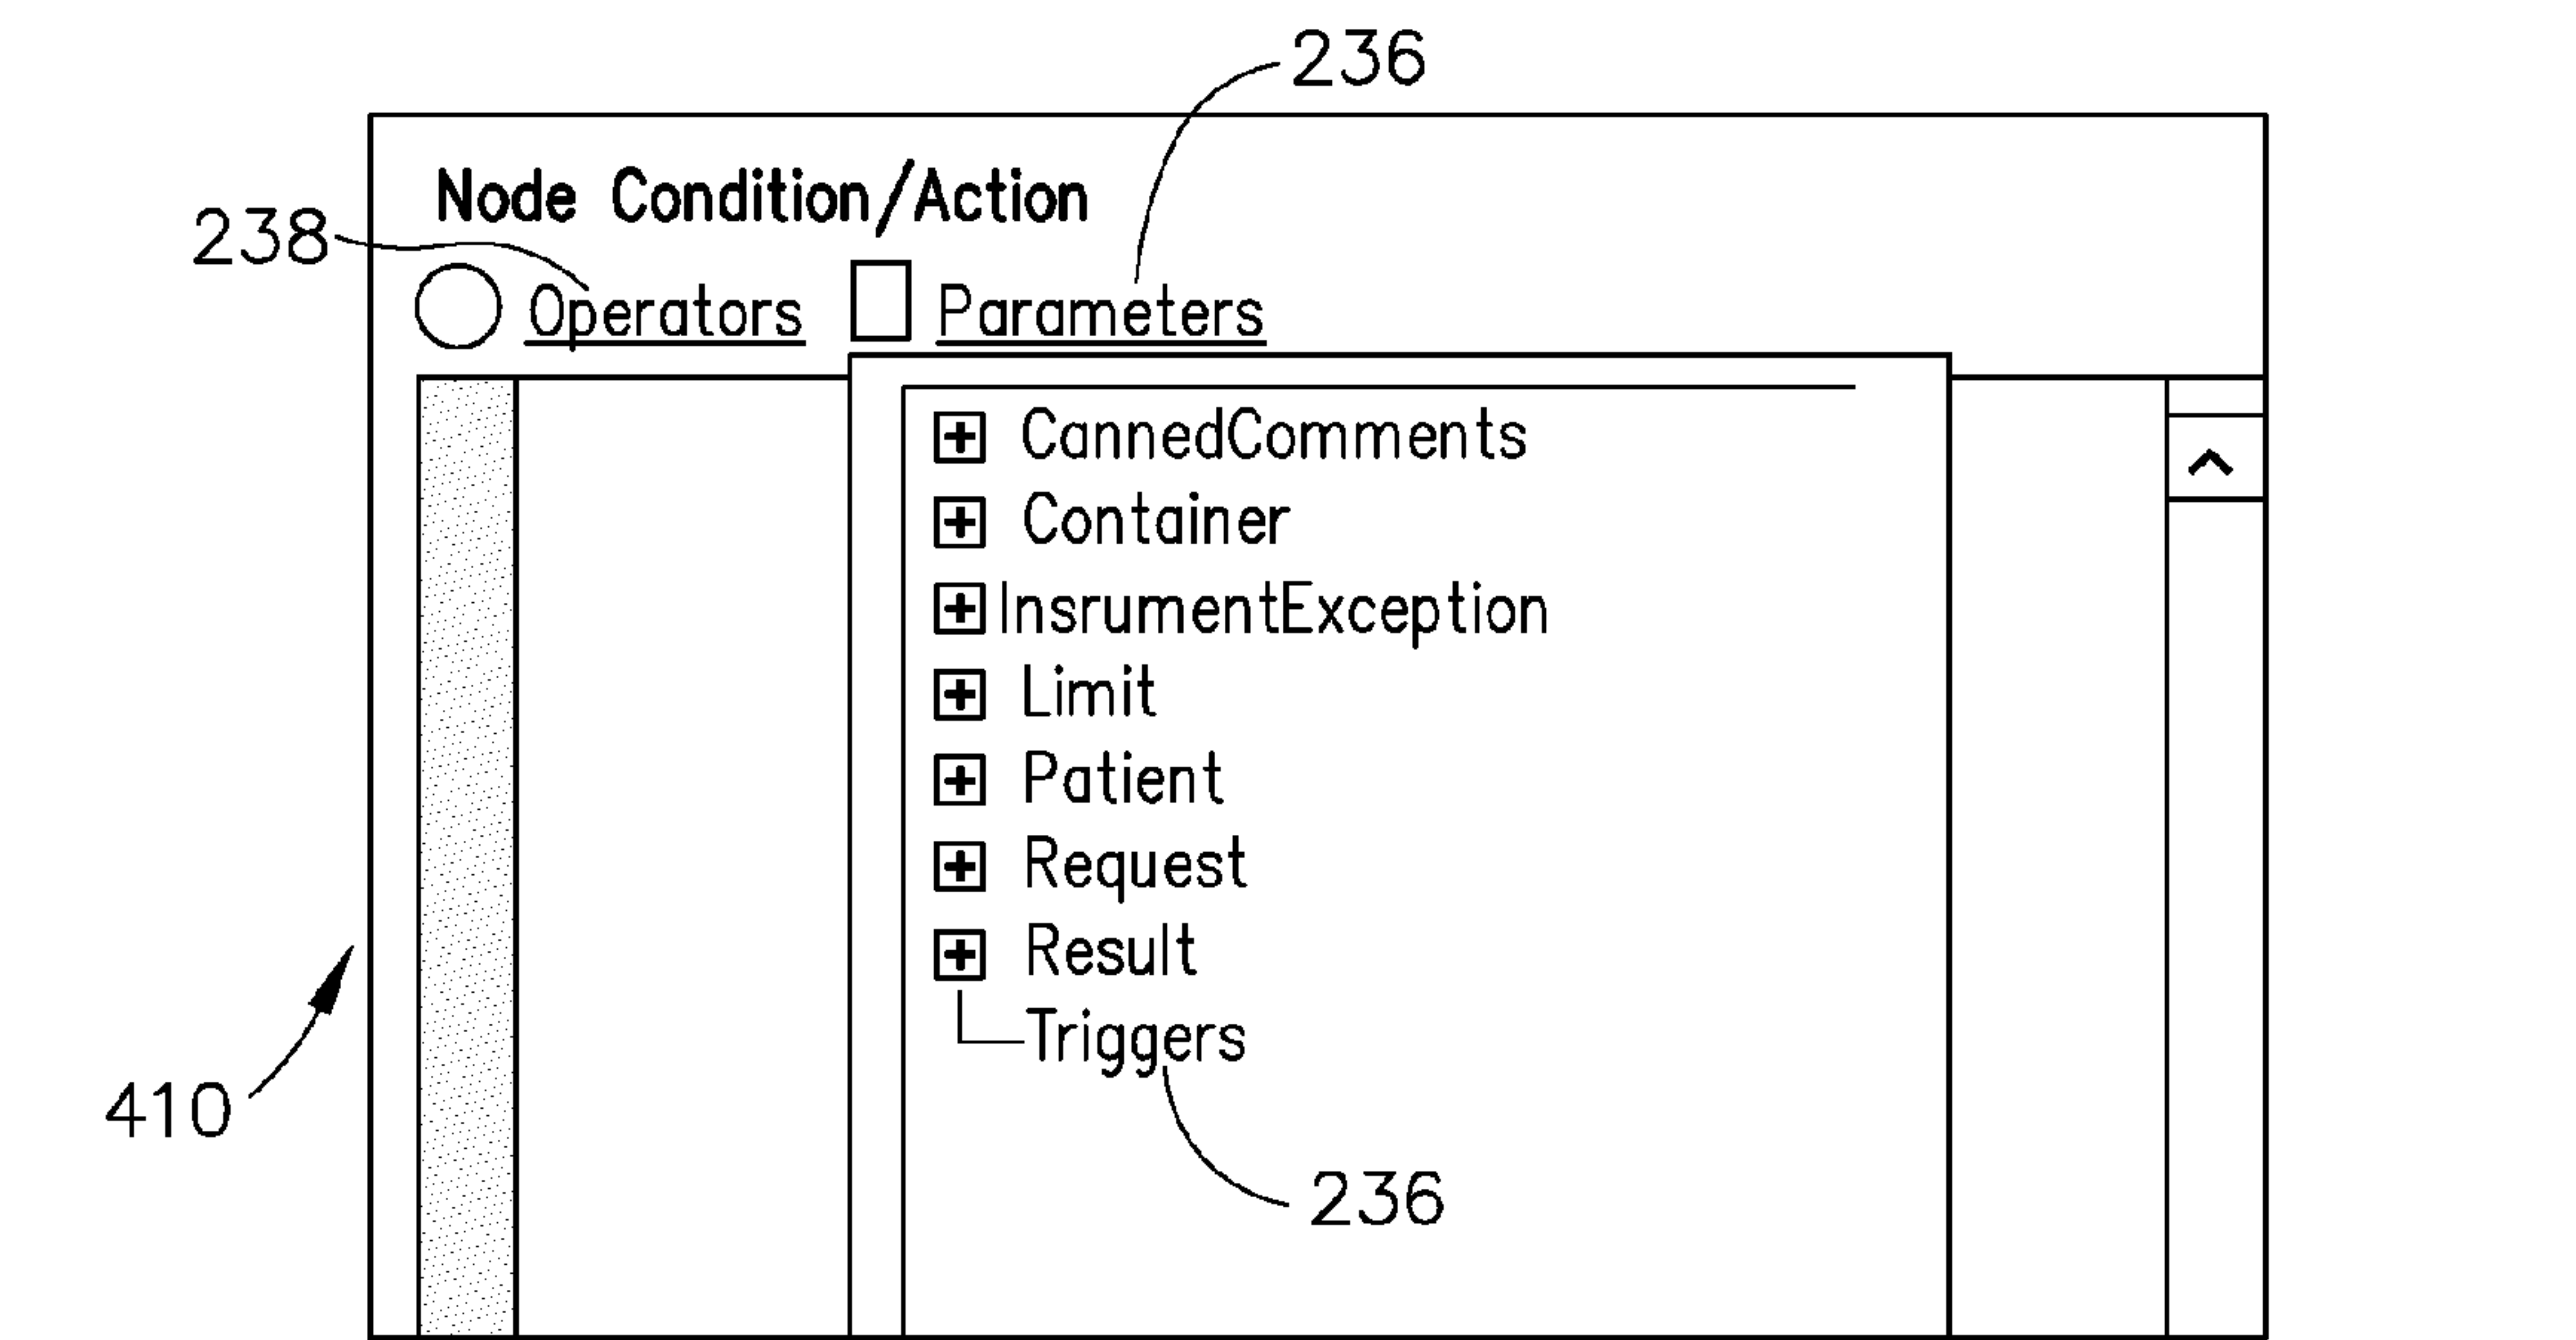 236
Node Condition/Action
238
Operators Parameters
CannedComments
Container
InsrumentException
Limit
Patient
Request
Result
Triggers
410
236